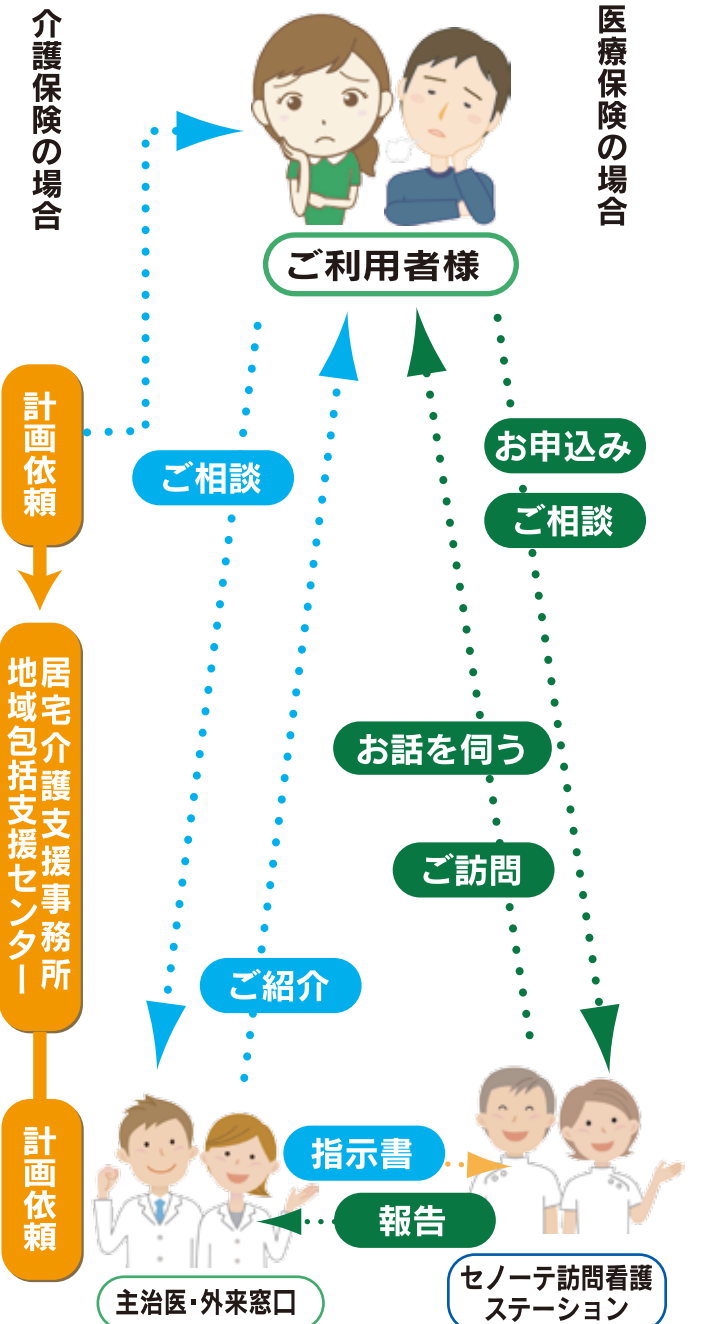 介護保険の場合
医療保険の場合
ご利用者様
計画依頼
ご相談
お申込み
ご相談
居宅介護支援事務所
地域包括支援センター
お話を伺う
ご訪問
ご紹介
計画依頼
指示書
報告
主治医・外来窓口
セノーテ訪問看護
ステーション